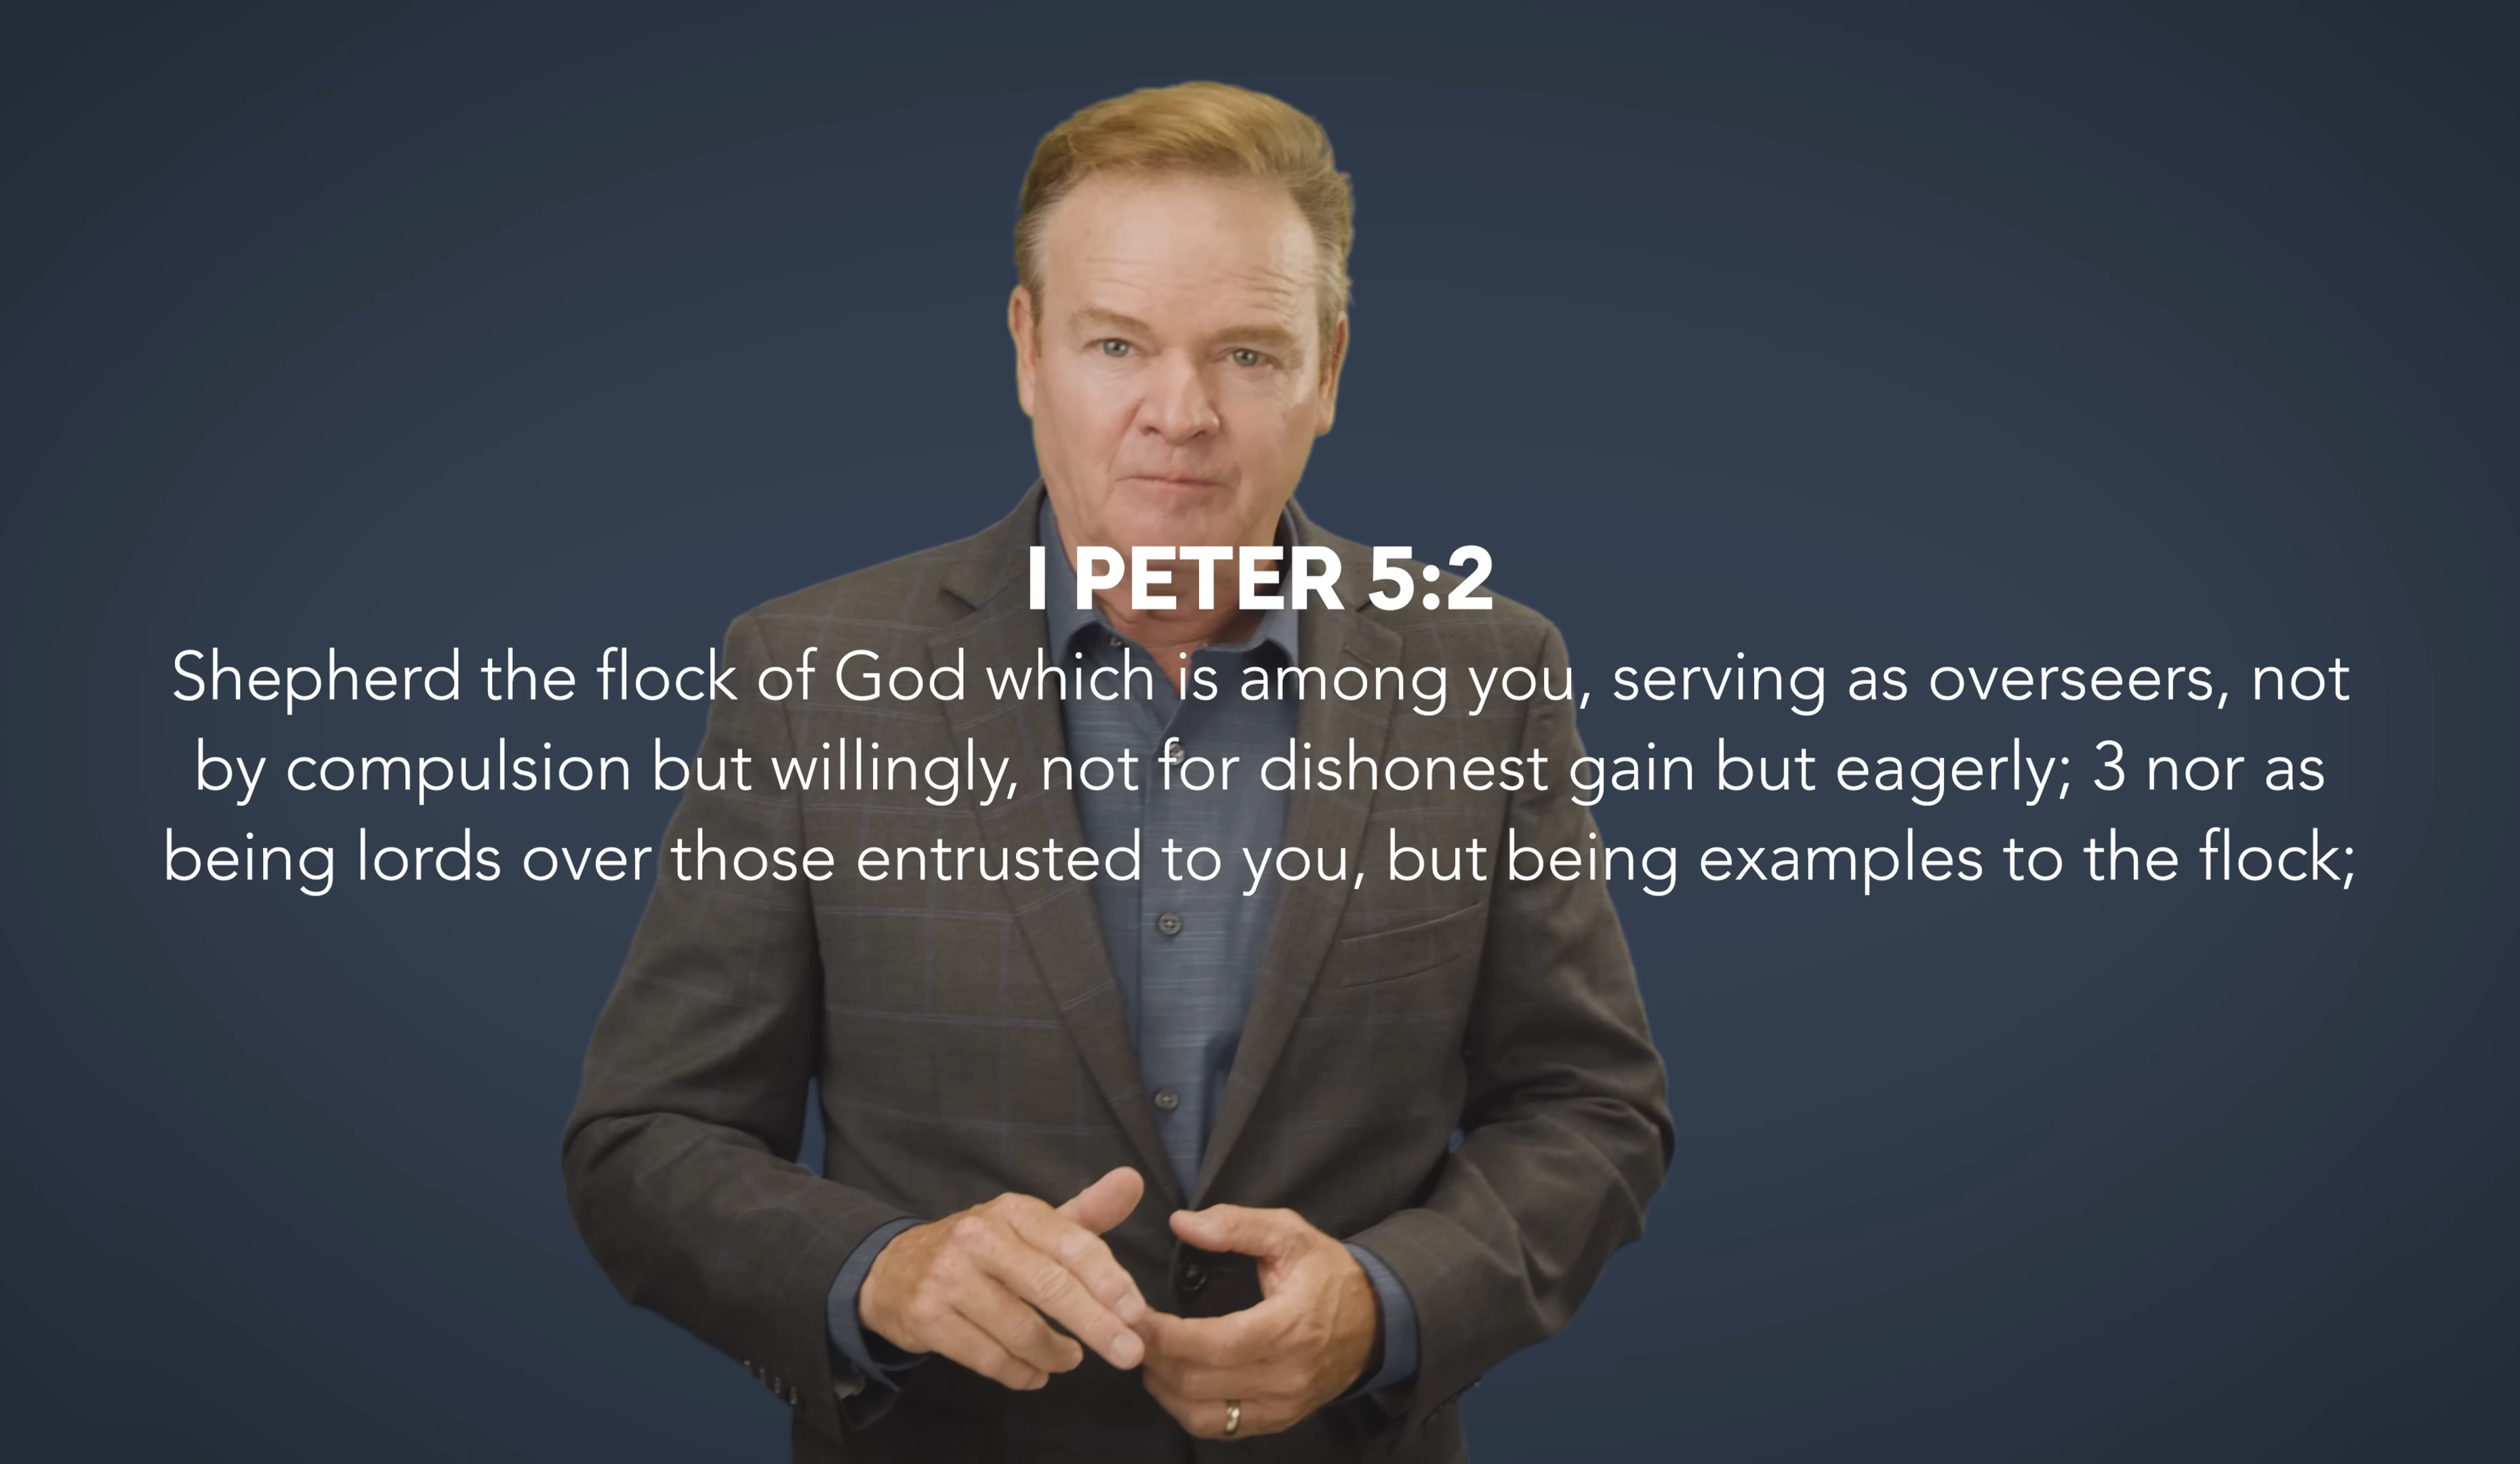 I PETER 5:2
Shepherd the flock of God which is among you, serving as overseers, not
by compulsion but willingly, not for dishonest gain but eagerly; 3 nor as
being lords over those entrusted to you, but being examples to the flock;